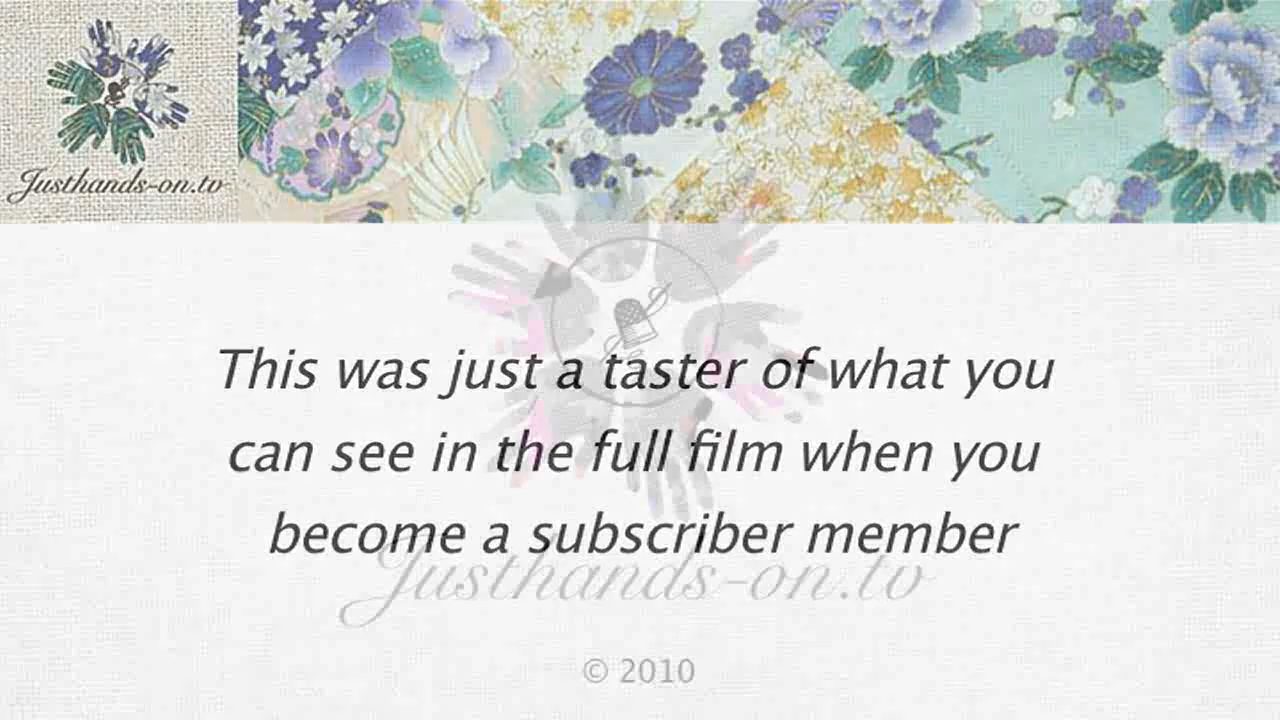 Justhands-on.tv
This was just a taster of what you
can see in the full film when you
become a subscriber member
Justhands-on.tv
© 2010